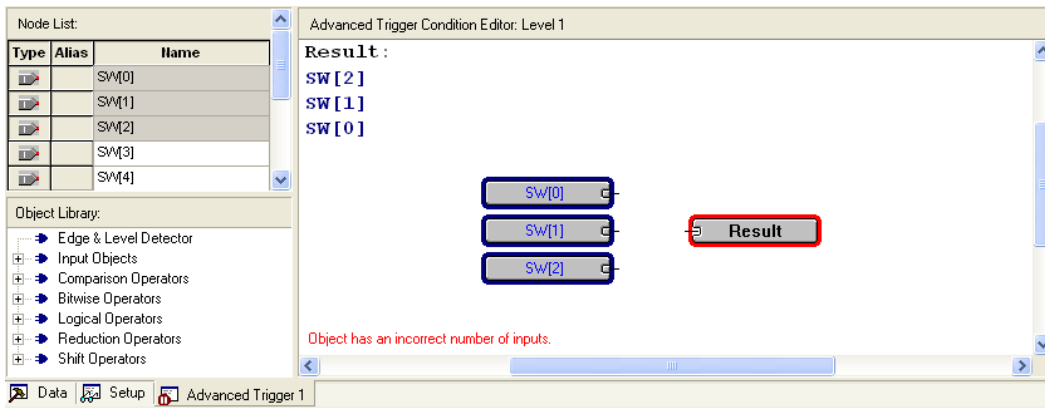 Node List:
Type Alias Name
SW[0]
SW[1]
SW[2]
SW[3]
SW[4]
Object Library:
Edge & Level Detector
Input Objects
Comparison Operators
Bitwise Operators
Logical Operators
Reduction Operators
Shift Operators
Advanced Trigger Condition Editor: Level 1
Result:
SW[2]
SW[1]
SW[0]
SW[0]
SW[1]
Result
SW[2]
Object has an incorrect number of inputs.
Data Setup Advanced Trigger 1